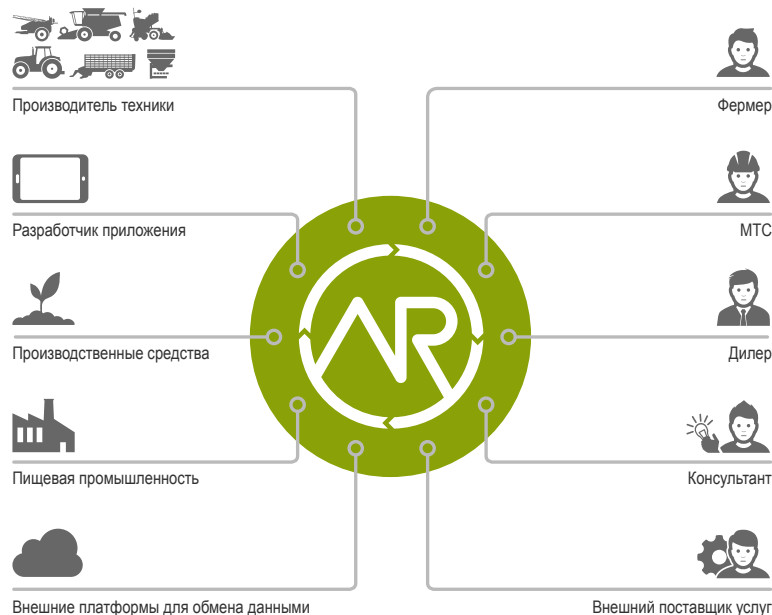 Производитель техники
Фермер
Разработчик приложения
МТС
AR
Производственные средства
Дилер
Пищевая промышленность
Консультант
Внешние платформы для обмена данными
Внешний поставщик услуг